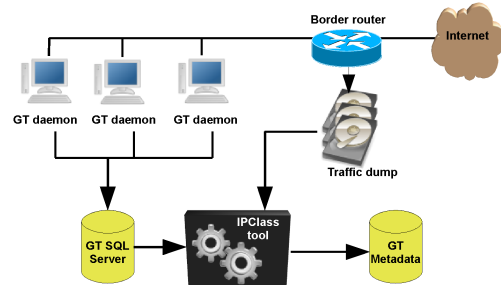 Border router
Internet
GT daemon
GT daemon
GT daemon
Traffic dump
GT SQL
Server
IPClass
tool
GT
Metadata